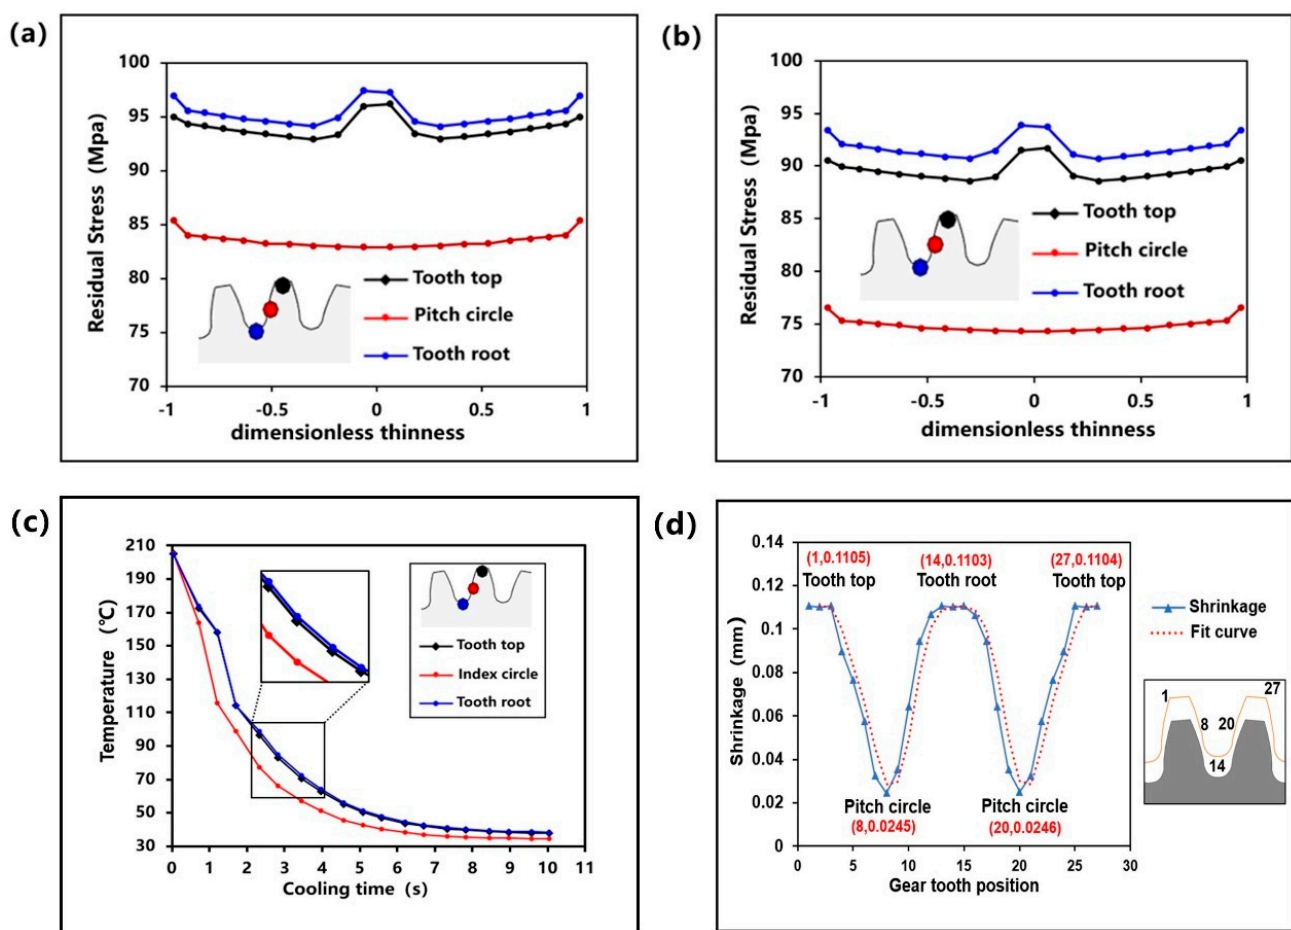 (a)
100
95
90
85
80
75
70
Residual Stress (Mpa)
Tooth top
Pitch circle
Tooth root
-1
-0.5
0
0.5
1
dimensionless thinness
(b)
100
95
90
85
80
75
70
Residual Stress (Mpa)
Tooth top
Pitch circle
Tooth root
-1
-0.5
0
0.5
1
dimensionless thinness
(c)
210
190
170
150
130
110
90
70
50
30
Temperature (℃)
Tooth top
Index circle
Tooth root
0
1
2
3
4
5
6
7
8
9
10
11
Cooling time (s)
(d)
0.14
0.12
0.1
0.08
0.06
0.04
0.02
0
Shrinkage (mm)
(1,0.1105)
Tooth top
(14,0.1103)
Tooth root
(27,0.1104)
Tooth top
Shrinkage
Fit curve
Pitch circle
(8,0.0245)
Pitch circle
(20,0.0246)
0
5
10
15
20
25
30
Gear tooth position
1
27
8
20
14